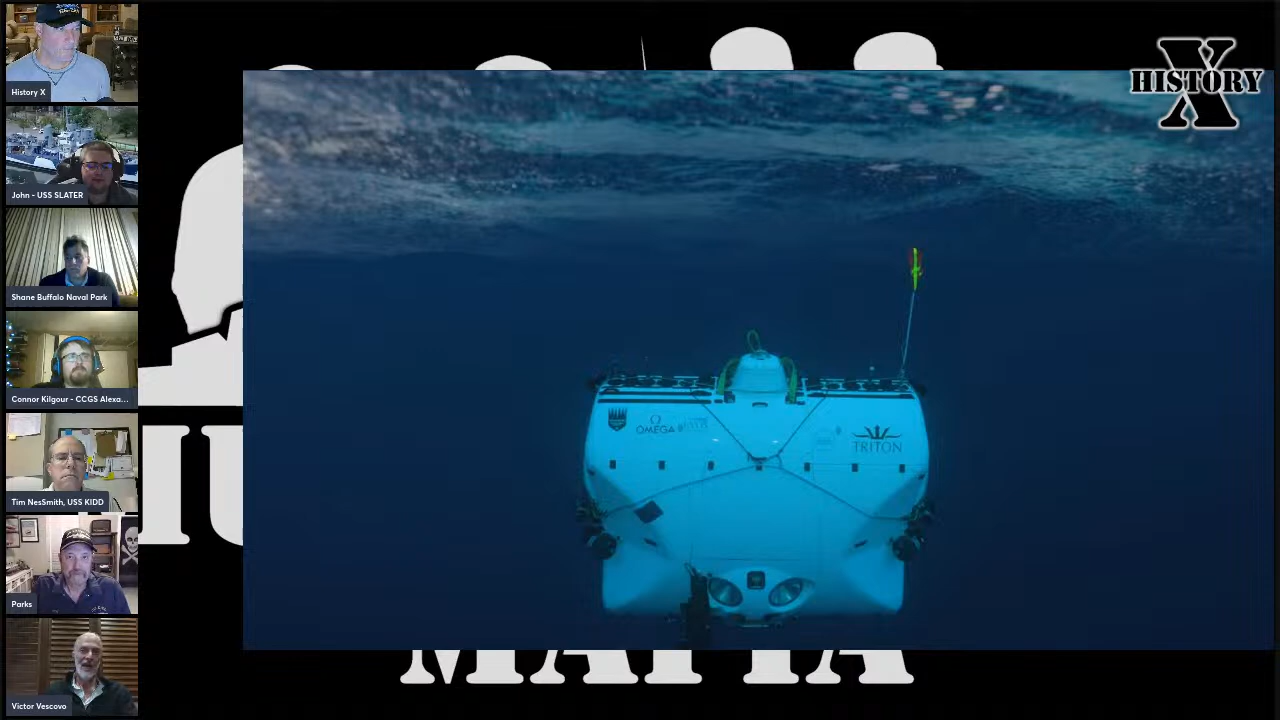 History X
John - USS SLATER
Shane Buffalo Naval Park
Connor Kilgour - CCGS Alexa...
Tim NesSmith, USS KIDD
Parks
Victor Vescovo
X
HISTORY
Ω
OMEGA
TRITON
MAFIA